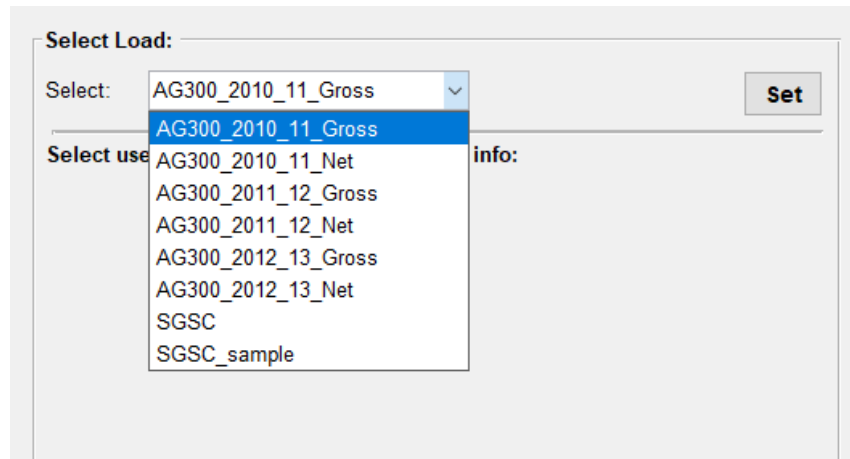 Select Load:
Select: AG300_2010_11_Gross Set
AG300_2010_11_Gross
Select use info:
AG300_2010_11_Net
AG300_2011_12_Gross
AG300_2011_12_Net
AG300_2012_13_Gross
AG300_2012_13_Net
SGSC
SGSC_sample